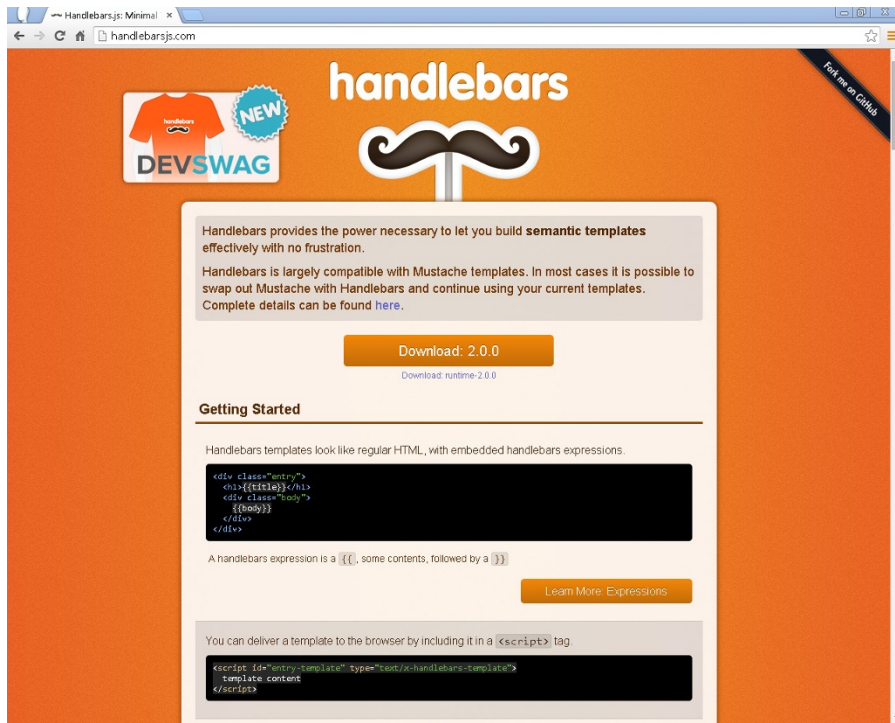 Handlebars.js: Minimal
handlebarsjs.com
Fork me on GitHub
handlebars
handlebars
NEW
DEVSWAG
Handlebars provides the power necessary to let you build semantic templates
effectively with no frustration.
Handlebars is largely compatible with Mustache templates. In most cases it is possible to
swap out Mustache with Handlebars and continue using your current templates.
Complete details can be found here.
Download: 2.0.0
Download: runtime-2.0.0
Getting Started
Handlebars templates look like regular HTML, with embedded handlebars expressions.
<div class="entry">
<h1>{{title}}</h1>
<div class="body">
{{body}}
</div>
</div>
A handlebars expression is a {{, some contents, followed by a }}
Learn More: Expressions
You can deliver a template to the browser by including it in a <script> tag.
<script id="entry-template" type="text/x-handlebars-template">
template content
</script>